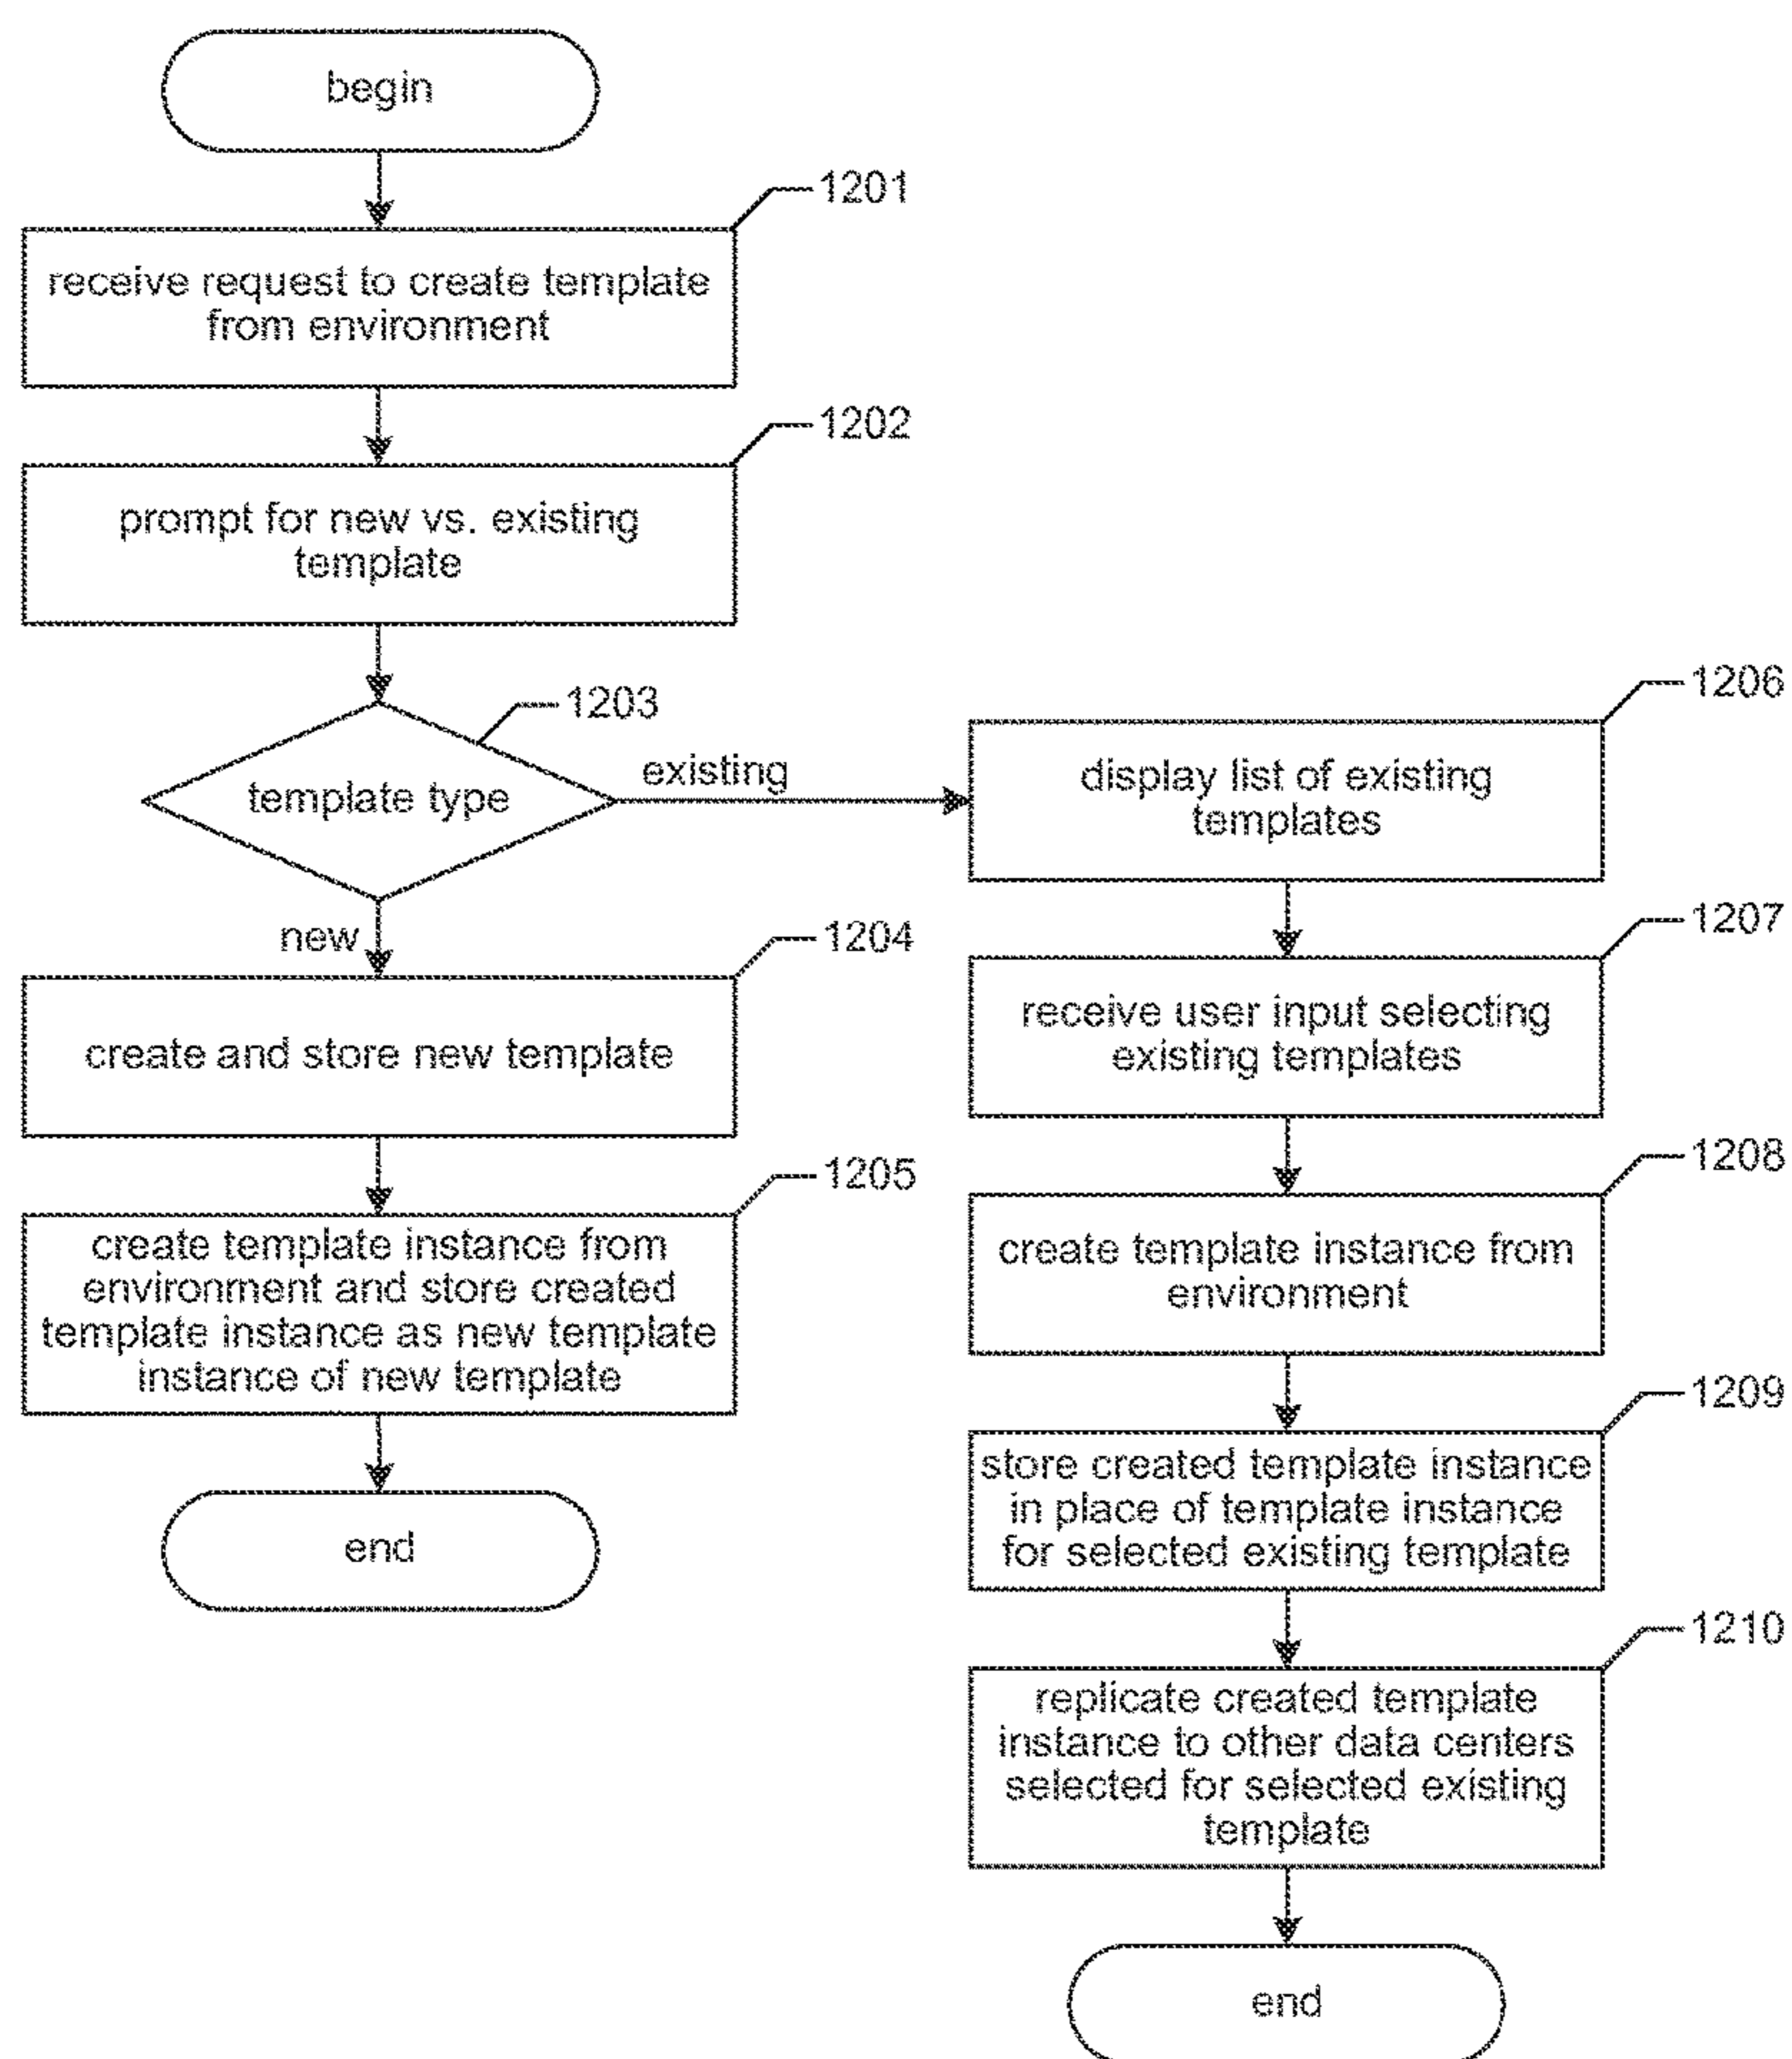 begin
1201
receive request to create template
from environment
1202
prompt for new vs. existing
template
1203
template type
existing
new
1204
create and store new template
1205
create template instance from
environment and store created
template instance as new template
instance of new template
end
1206
display list of existing
templates
1207
receive user input selecting
existing templates
1208
create template instance from
environment
1209
store created template instance
in place of template instance
for selected existing template
1210
replicate created template
instance to other data centers
selected for selected existing
template
end